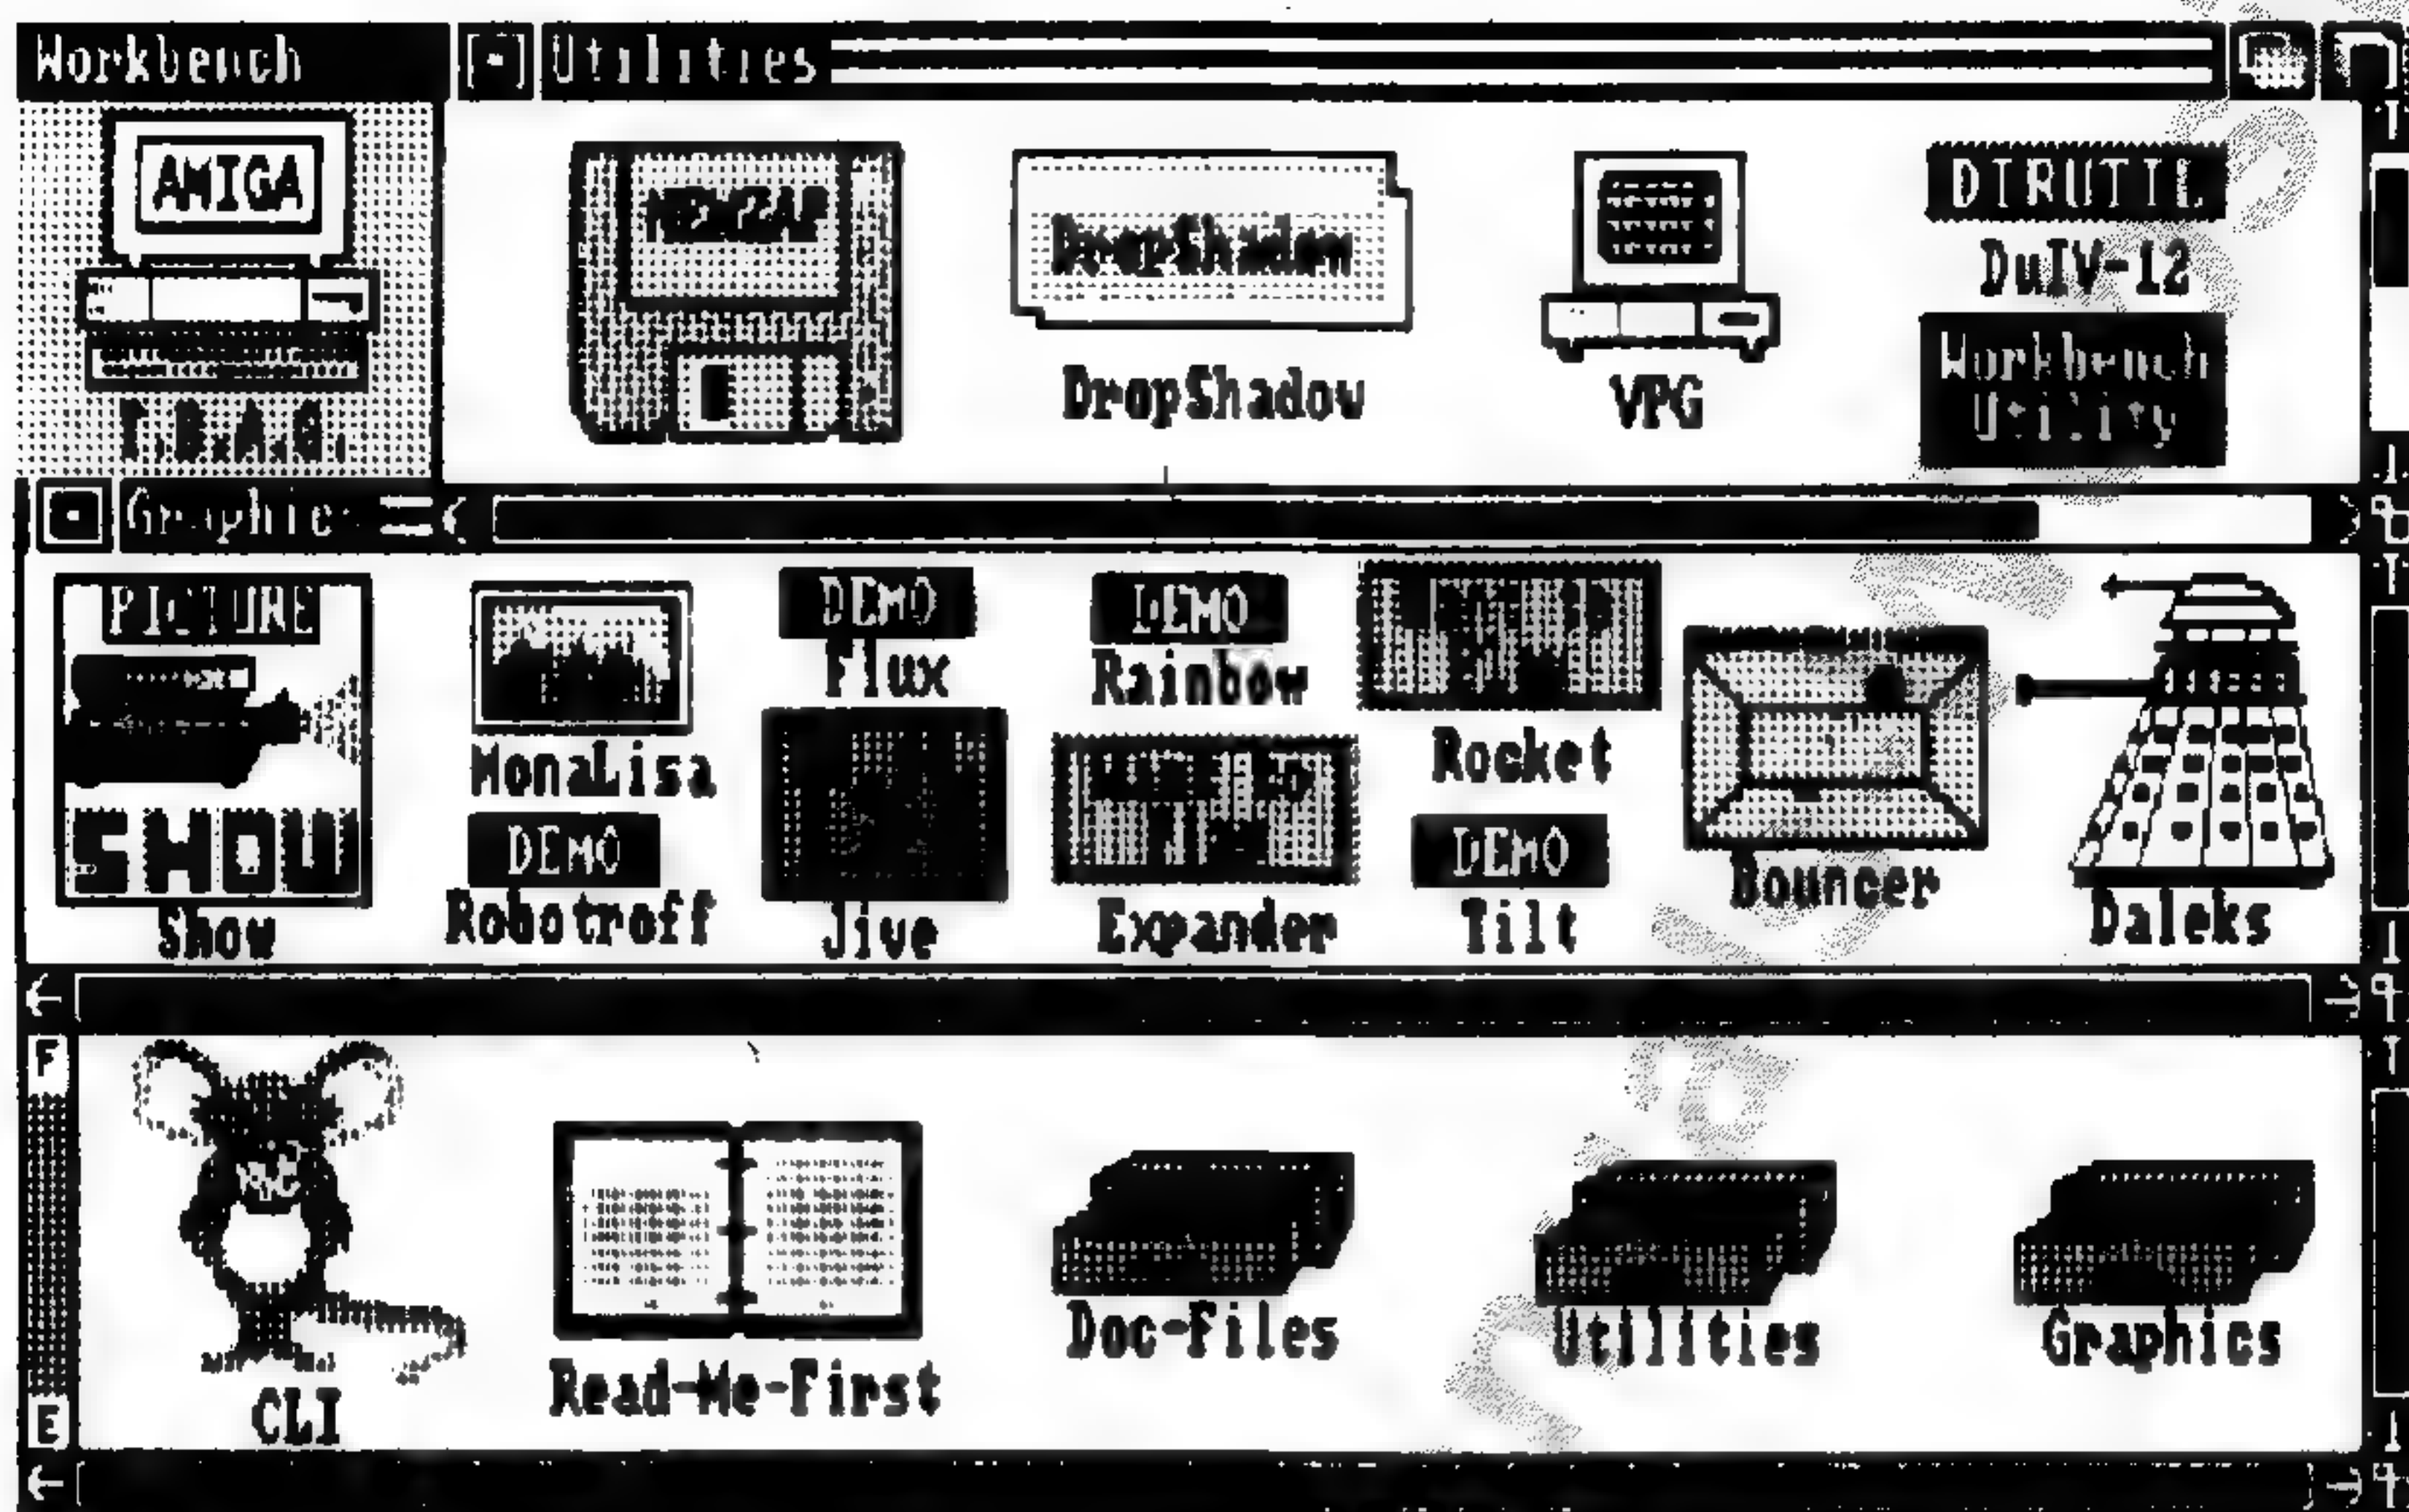 Workbench
Utilities
AMIGA
NEWZAP
DropShadow
DropShadow
VPG
DIRUTIL
DuIV-12
Workbench
Utility
T.B.A.G.
Graphics
PICTURE
SHOW
Show
MonaLisa
DEMO
Robotroff
DEMO
Flux
Jive
DEMO
Rainbow
Expander
Rocket
DEMO
Tilt
Bouncer
Daleks
F
E
CLI
Read-Me-First
Doc-Files
Utilities
Graphics